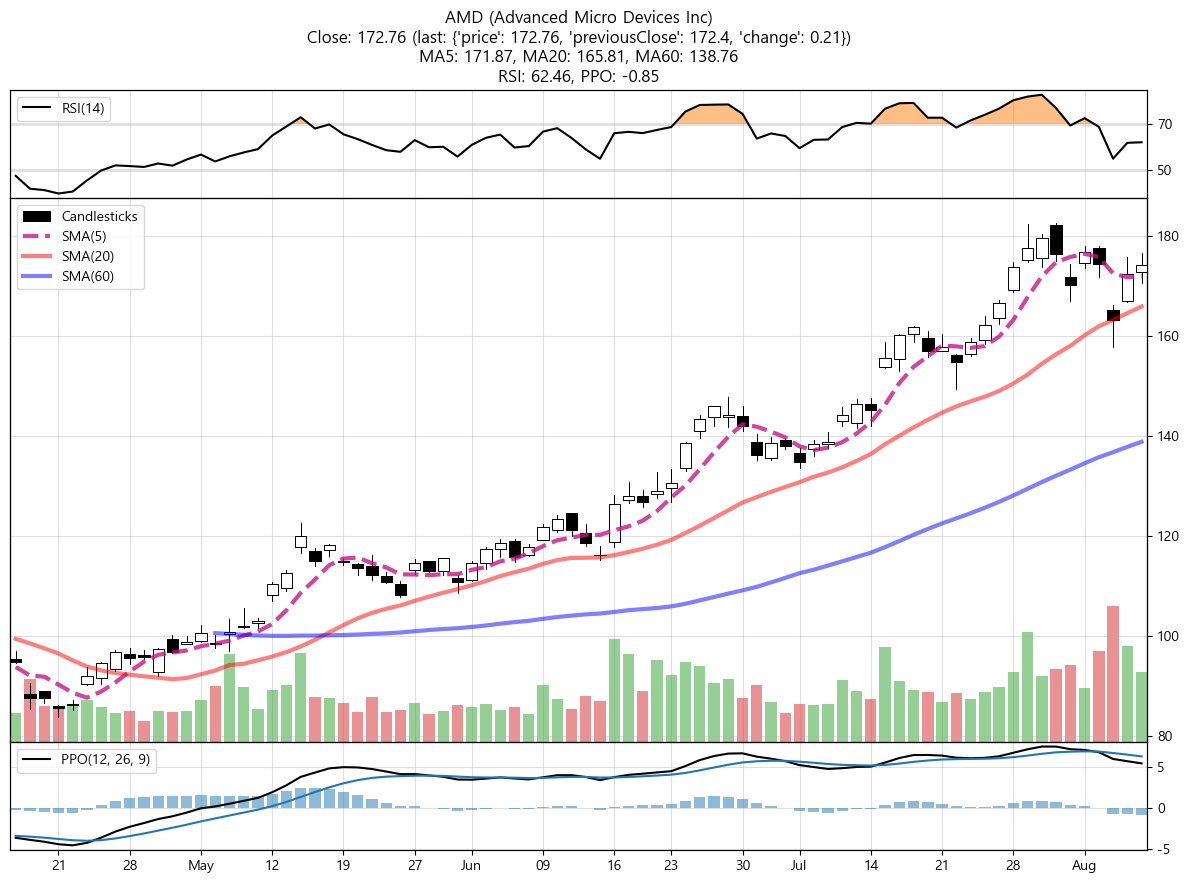 AMD (Advanced Micro Devices Inc)
Close: 172.76 (last: {'price': 172.76, 'previousClose': 172.4, 'change': 0.21})
MA5: 171.87, MA20: 165.81, MA60: 138.76
RSI: 62.46, PPO: -0.85
RSI(14)
70
50
Candlesticks
SMA(5)
SMA(20)
SMA(60)
180
160
140
120
100
80
PPO(12, 26, 9)
5
0
-5
21 28 May 12 19 27 Jun 09 16 23 30 Jul 14 21 28 Aug